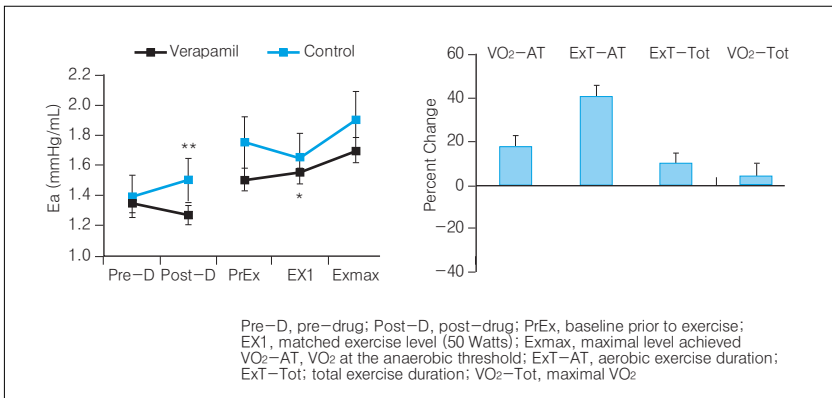 Verapamil Control
2.2
2.0
1.8
1.6
1.4
1.2
1.0
Ea (mmHg/mL)
**
*
Pre-D Post-D PrEx EX1 Exmax
VO2-AT ExT-AT ExT-Tot VO2-Tot
60
40
20
0
-20
-40
Percent Change
Pre-D, pre-drug; Post-D, post-drug; PrEx, baseline prior to exercise;
EX1, matched exercise level (50 Watts); Exmax, maximal level achieved
VO2-AT, VO2 at the anaerobic threshold; ExT-AT, aerobic exercise duration;
ExT-Tot; total exercise duration; VO2-Tot, maximal VO2